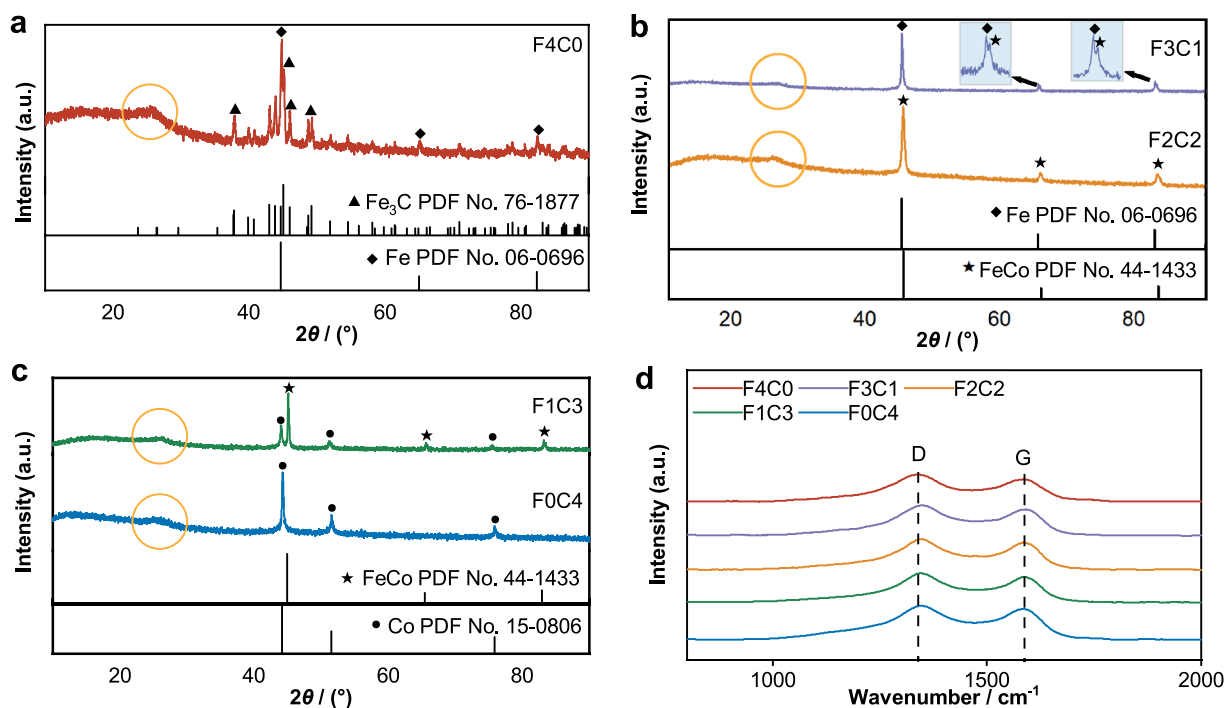 a
F4C0
Intensity (a.u.)
▲ Fe₃C PDF No. 76-1877
◆ Fe PDF No. 06-0696
20 40 60 80
2θ / (°)
b
F3C1
F2C2
Intensity (a.u.)
◆ Fe PDF No. 06-0696
★ FeCo PDF No. 44-1433
20 40 60 80
2θ / (°)
c
F1C3
F0C4
Intensity (a.u.)
★ FeCo PDF No. 44-1433
● Co PDF No. 15-0806
20 40 60 80
2θ / (°)
d
F4C0 F3C1 F2C2
F1C3 F0C4
D G
Intensity (a.u.)
1000 1500 2000
Wavenumber / cm⁻¹